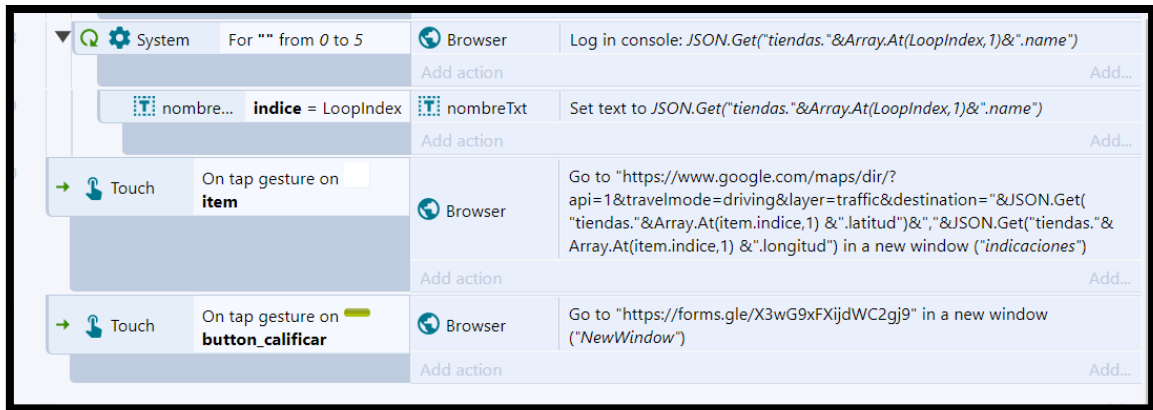 System For "" from 0 to 5 Browser Log in console: JSON.Get("tiendas."&Array.At(LoopIndex,1)&".name")
Add action Add...
nombre... indice = LoopIndex nombreTxt Set text to JSON.Get("tiendas."&Array.At(LoopIndex,1)&".name")
Add action Add...
Touch On tap gesture on item Browser
Go to "https://www.google.com/maps/dir/?
api=1&travelmode=driving&layer=traffic&destination="&JSON.Get(
"tiendas."&Array.At(item.indice,1) &".latitud")&","&JSON.Get("tiendas."&
Array.At(item.indice,1) &".longitud") in a new window ("indicaciones")
Add action Add...
Touch On tap gesture on button_calificar Browser
Go to "https://forms.gle/X3wG9xFXijdWC2gj9" in a new window
("NewWindow")
Add action Add...